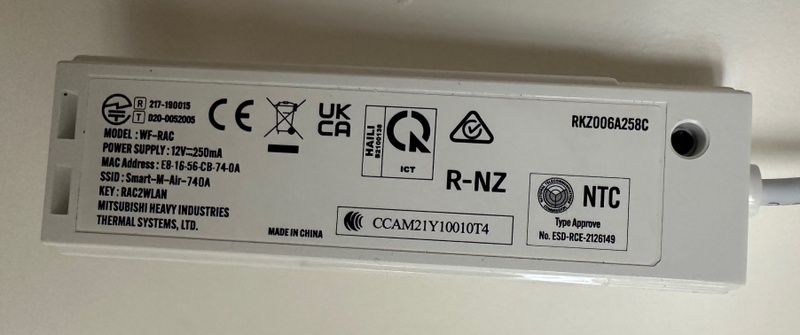 R 217-190015
T D20-0052005
MODEL : WF-RAC
POWER SUPPLY : 12V⎓250mA
MAC Address : E8-16-56-CB-74-0A
SSID : Smart-M-Air-740A
KEY : RAC2WLAN
MITSUBISHI HEAVY INDUSTRIES
THERMAL SYSTEMS, LTD.
CE
UK
CA
MADE IN CHINA
HAILI
B2100138
ICT
R-NZ
CCAM21Y10010T4
RKZ006A258C
NTC
Type Approve
No. ESD-RCE-2126149